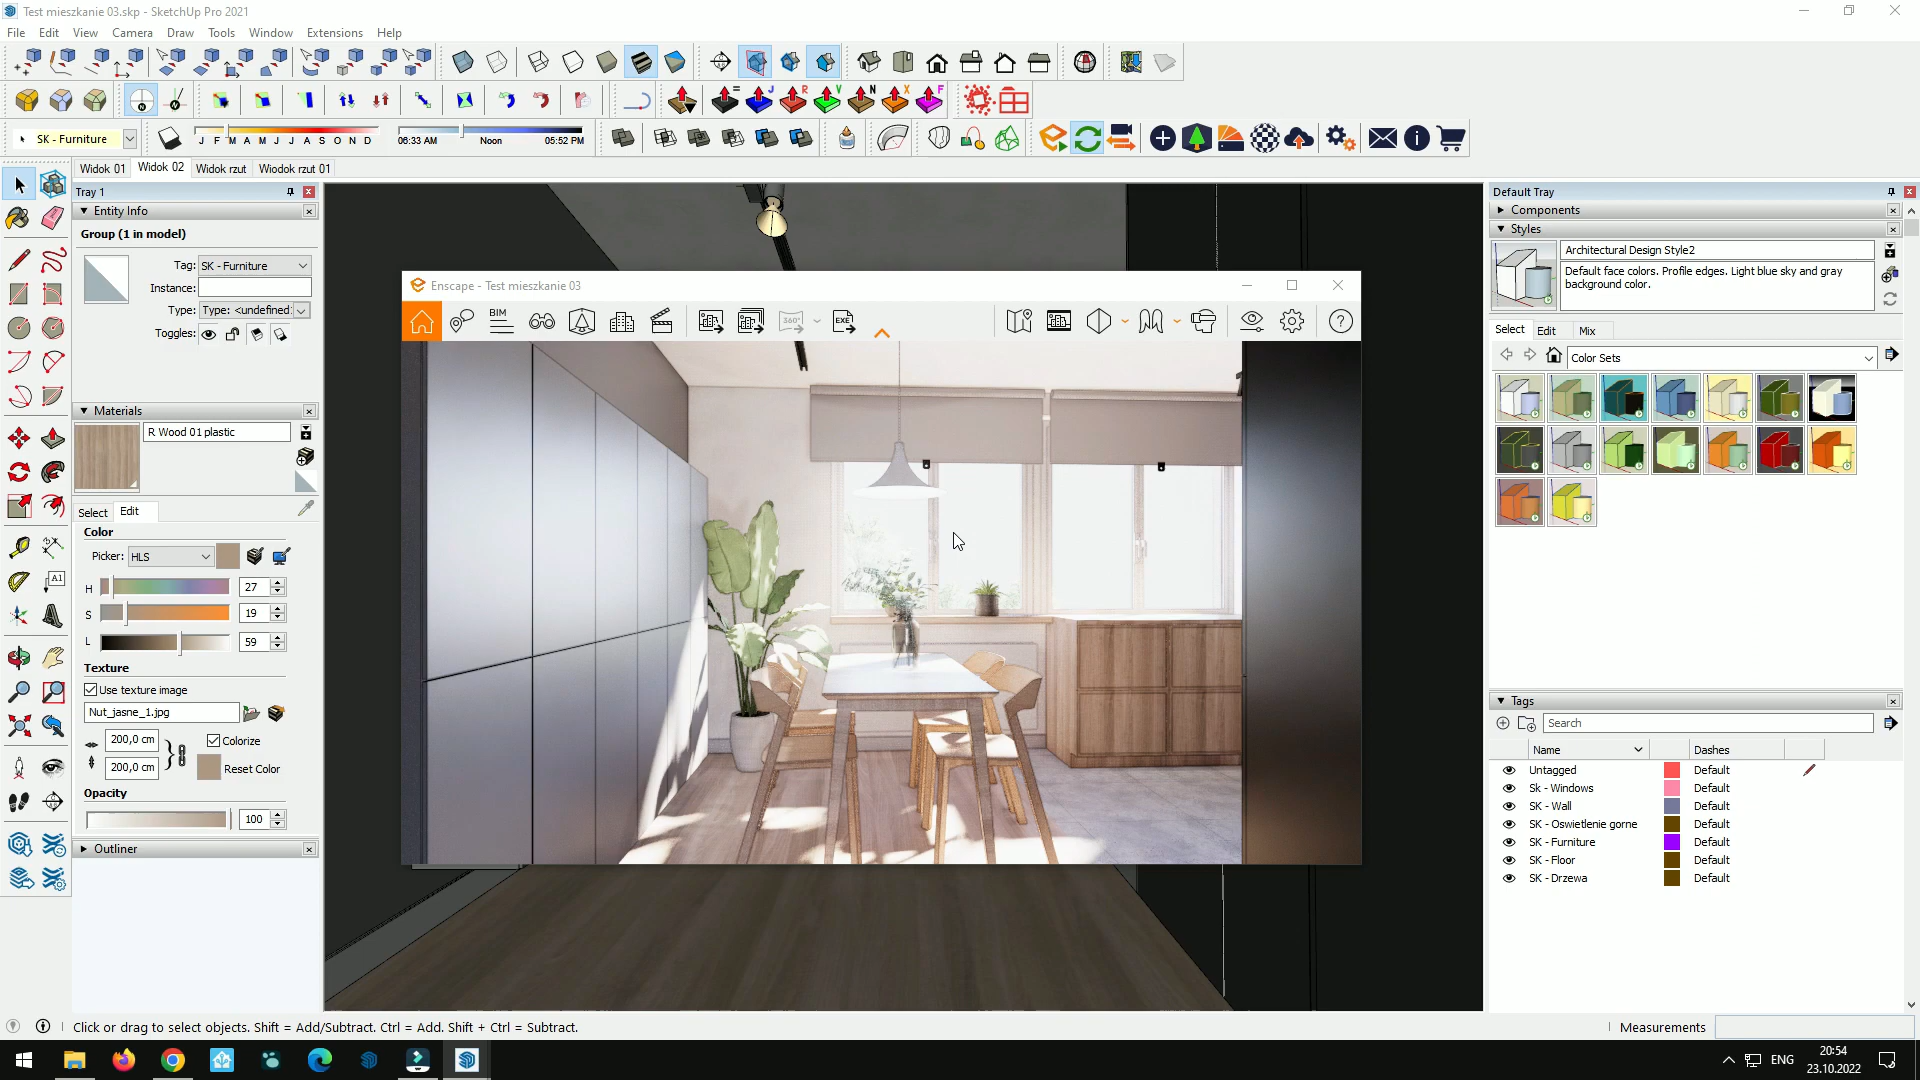 Test mieszkanie 03.skp - SketchUp Pro 2021
File Edit View Camera Draw Tools Window Extensions Help
= J R V N X F
SK - Furniture
J F M A M J J A S O N D
06:33 AM Noon 05:52 PM
Widok 01 Widok 02 Widok rzut Wiodok rzut 01
Tray 1
Entity Info
Group (1 in model)
Tag: SK - Furniture
Instance:
Type: Type: <undefined>
Toggles:
Materials
R Wood 01 plastic
Select Edit
Color
Picker: HLS
H 27
S 19
L 59
Texture
Use texture image
Nut_jasne_1.jpg
200,0 cm Colorize
200,0 cm Reset Color
Opacity
100
Outliner
A1
Enscape - Test mieszkanie 03
BIM
360°
EXE
Default Tray
Components
Styles
Architectural Design Style2
Default face colors. Profile edges. Light blue sky and gray
background color.
Select Edit Mix
Color Sets
Tags
Search
Name Dashes
Untagged Default
Sk - Windows Default
SK - Wall Default
SK - Oswietlenie gorne Default
SK - Furniture Default
SK - Floor Default
SK - Drzewa Default
Click or drag to select objects. Shift = Add/Subtract. Ctrl = Add. Shift + Ctrl = Subtract.
Measurements
ENG
20:54
23.10.2022